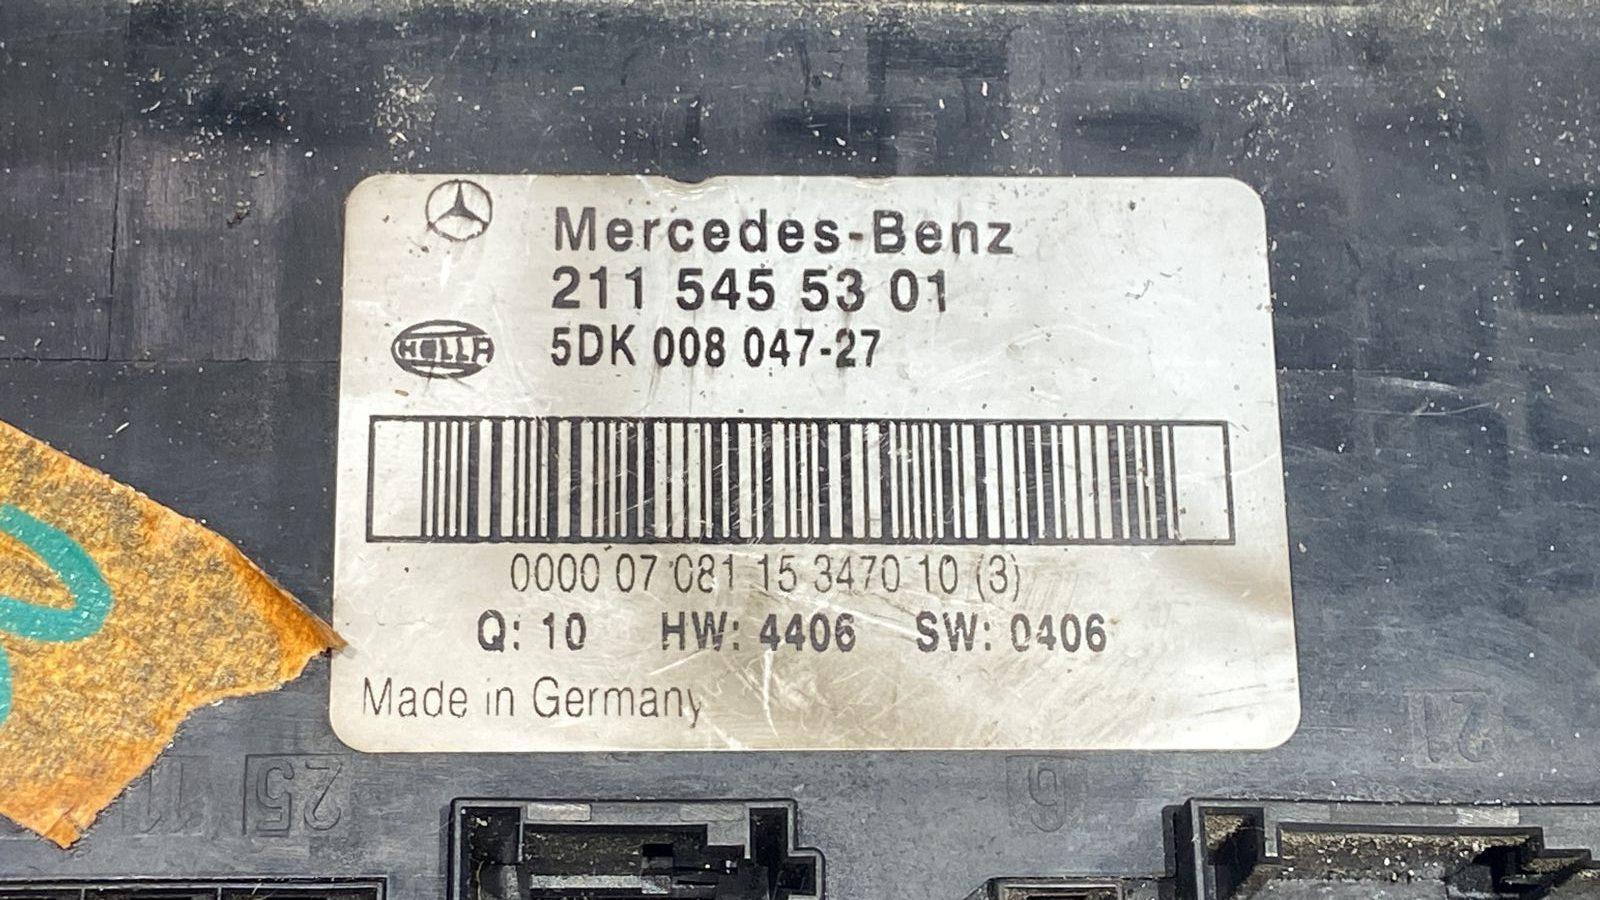 Mercedes-Benz
211 545 53 01
HELLA
5DK 008 047-27
0000 07 081 15 3470 10 (3)
Q: 10 HW: 4406 SW: 0406
Made in Germany
21
25
11
6